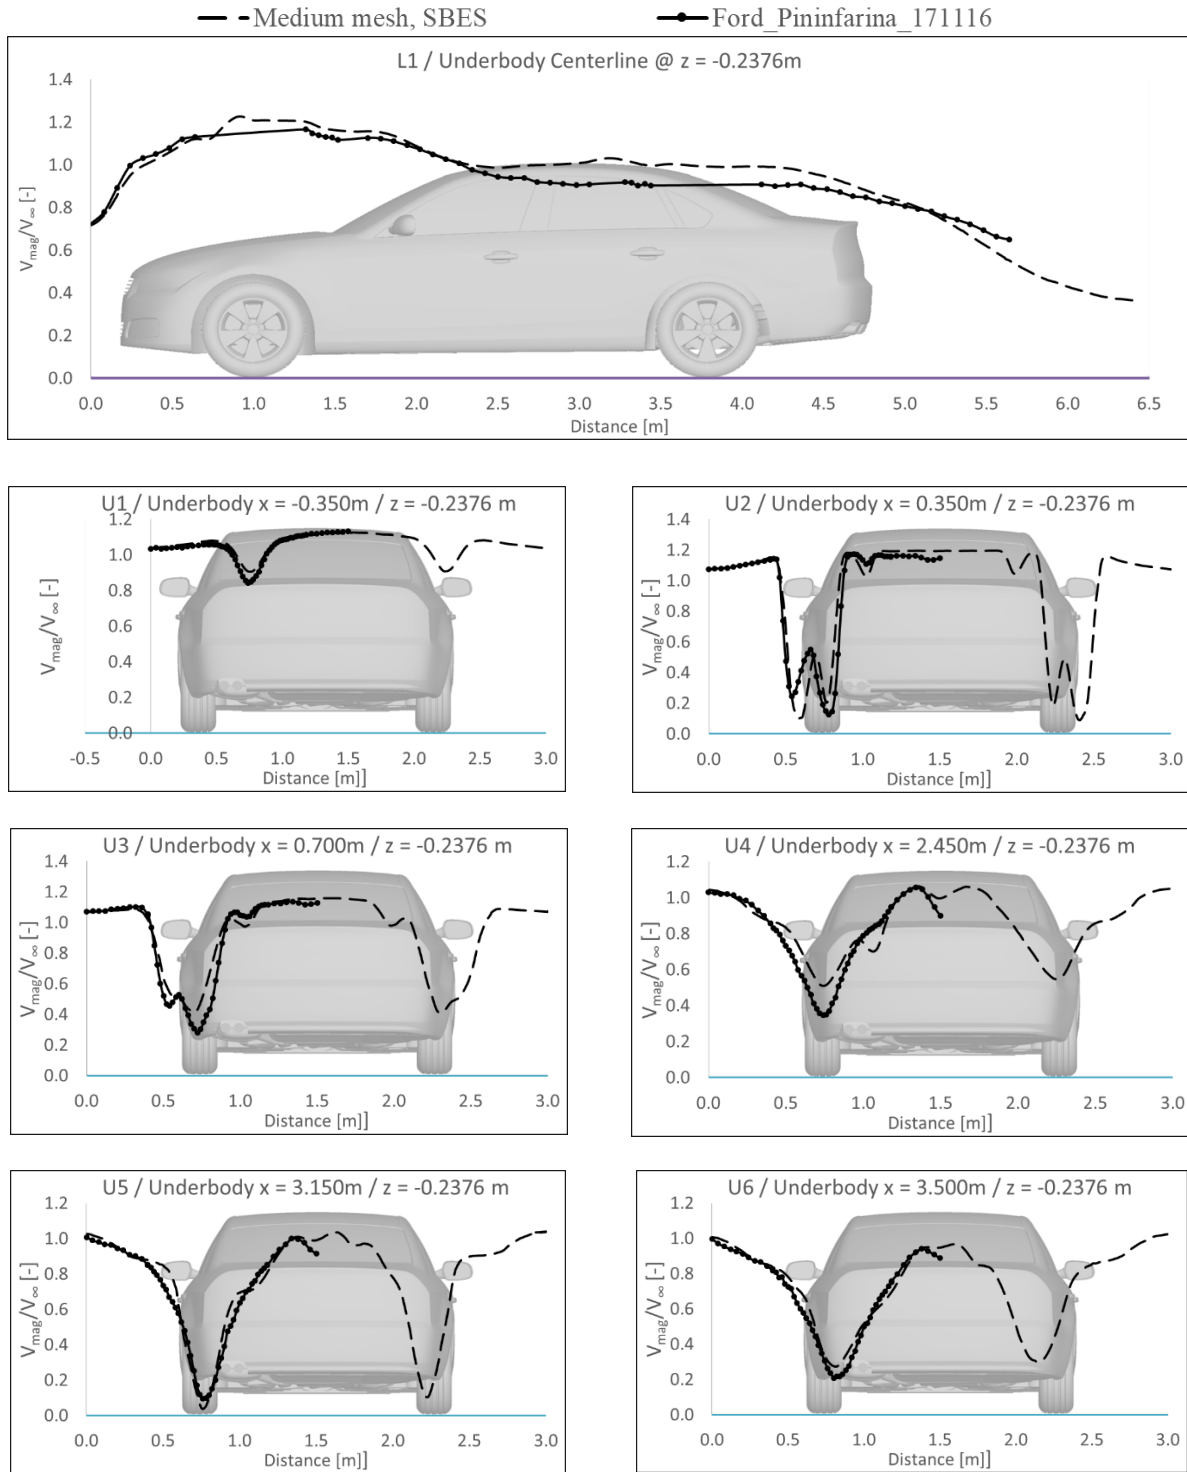 Medium mesh, SBES Ford_Pininfarina_171116
L1 / Underbody Centerline @ z = -0.2376m
1.4
1.2
1.0
0.8
0.6
0.4
0.2
0.0
Vmag/V∞ [-]
0.0 0.5 1.0 1.5 2.0 2.5 3.0 3.5 4.0 4.5 5.0 5.5 6.0 6.5
Distance [m]
U1 / Underbody x = -0.350m / z = -0.2376 m
1.2
1.0
0.8
0.6
0.4
0.2
0.0
Vmag/V∞ [-]
-0.5 0.0 0.5 1.0 1.5 2.0 2.5 3.0
Distance [m]]
U2 / Underbody x = 0.350m / z = -0.2376 m
1.4
1.2
1.0
0.8
0.6
0.4
0.2
0.0
Vmag/V∞ [-]
0.0 0.5 1.0 1.5 2.0 2.5 3.0
Distance [m]]
U3 / Underbody x = 0.700m / z = -0.2376 m
1.4
1.2
1.0
0.8
0.6
0.4
0.2
0.0
Vmag/V∞ [-]
0.0 0.5 1.0 1.5 2.0 2.5 3.0
Distance [m]]
U4 / Underbody x = 2.450m / z = -0.2376 m
1.2
1.0
0.8
0.6
0.4
0.2
0.0
Vmag/V∞ [-]
0.0 0.5 1.0 1.5 2.0 2.5 3.0
Distance [m]]
U5 / Underbody x = 3.150m / z = -0.2376 m
1.2
1.0
0.8
0.6
0.4
0.2
0.0
Vmag/V∞ [-]
0.0 0.5 1.0 1.5 2.0 2.5 3.0
Distance [m]]
U6 / Underbody x = 3.500m / z = -0.2376 m
1.2
1.0
0.8
0.6
0.4
0.2
0.0
Vmag/V∞ [-]
0.0 0.5 1.0 1.5 2.0 2.5 3.0
Distance [m]]